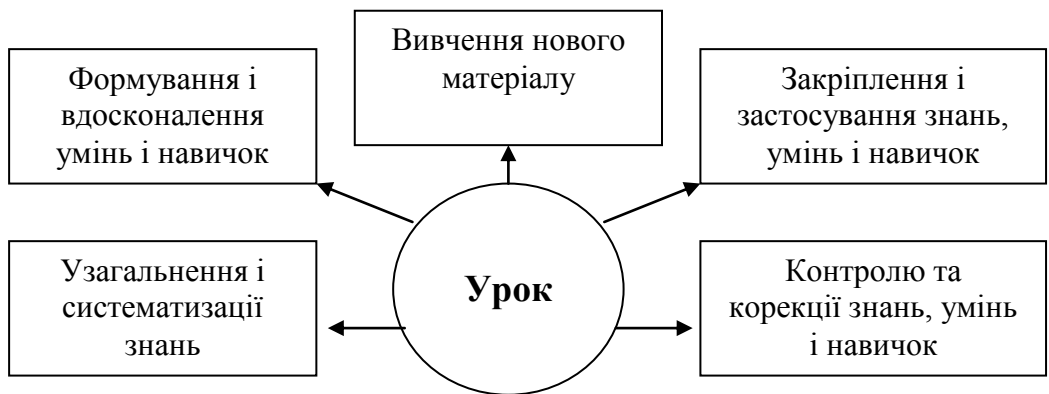 Вивчення нового
матеріалу
Формування і
вдосконалення
умінь і навичок
Закріплення і
застосування знань,
умінь і навичок
Урок
Узагальнення і
систематизації
знань
Контролю та
корекції знань, умінь
і навичок